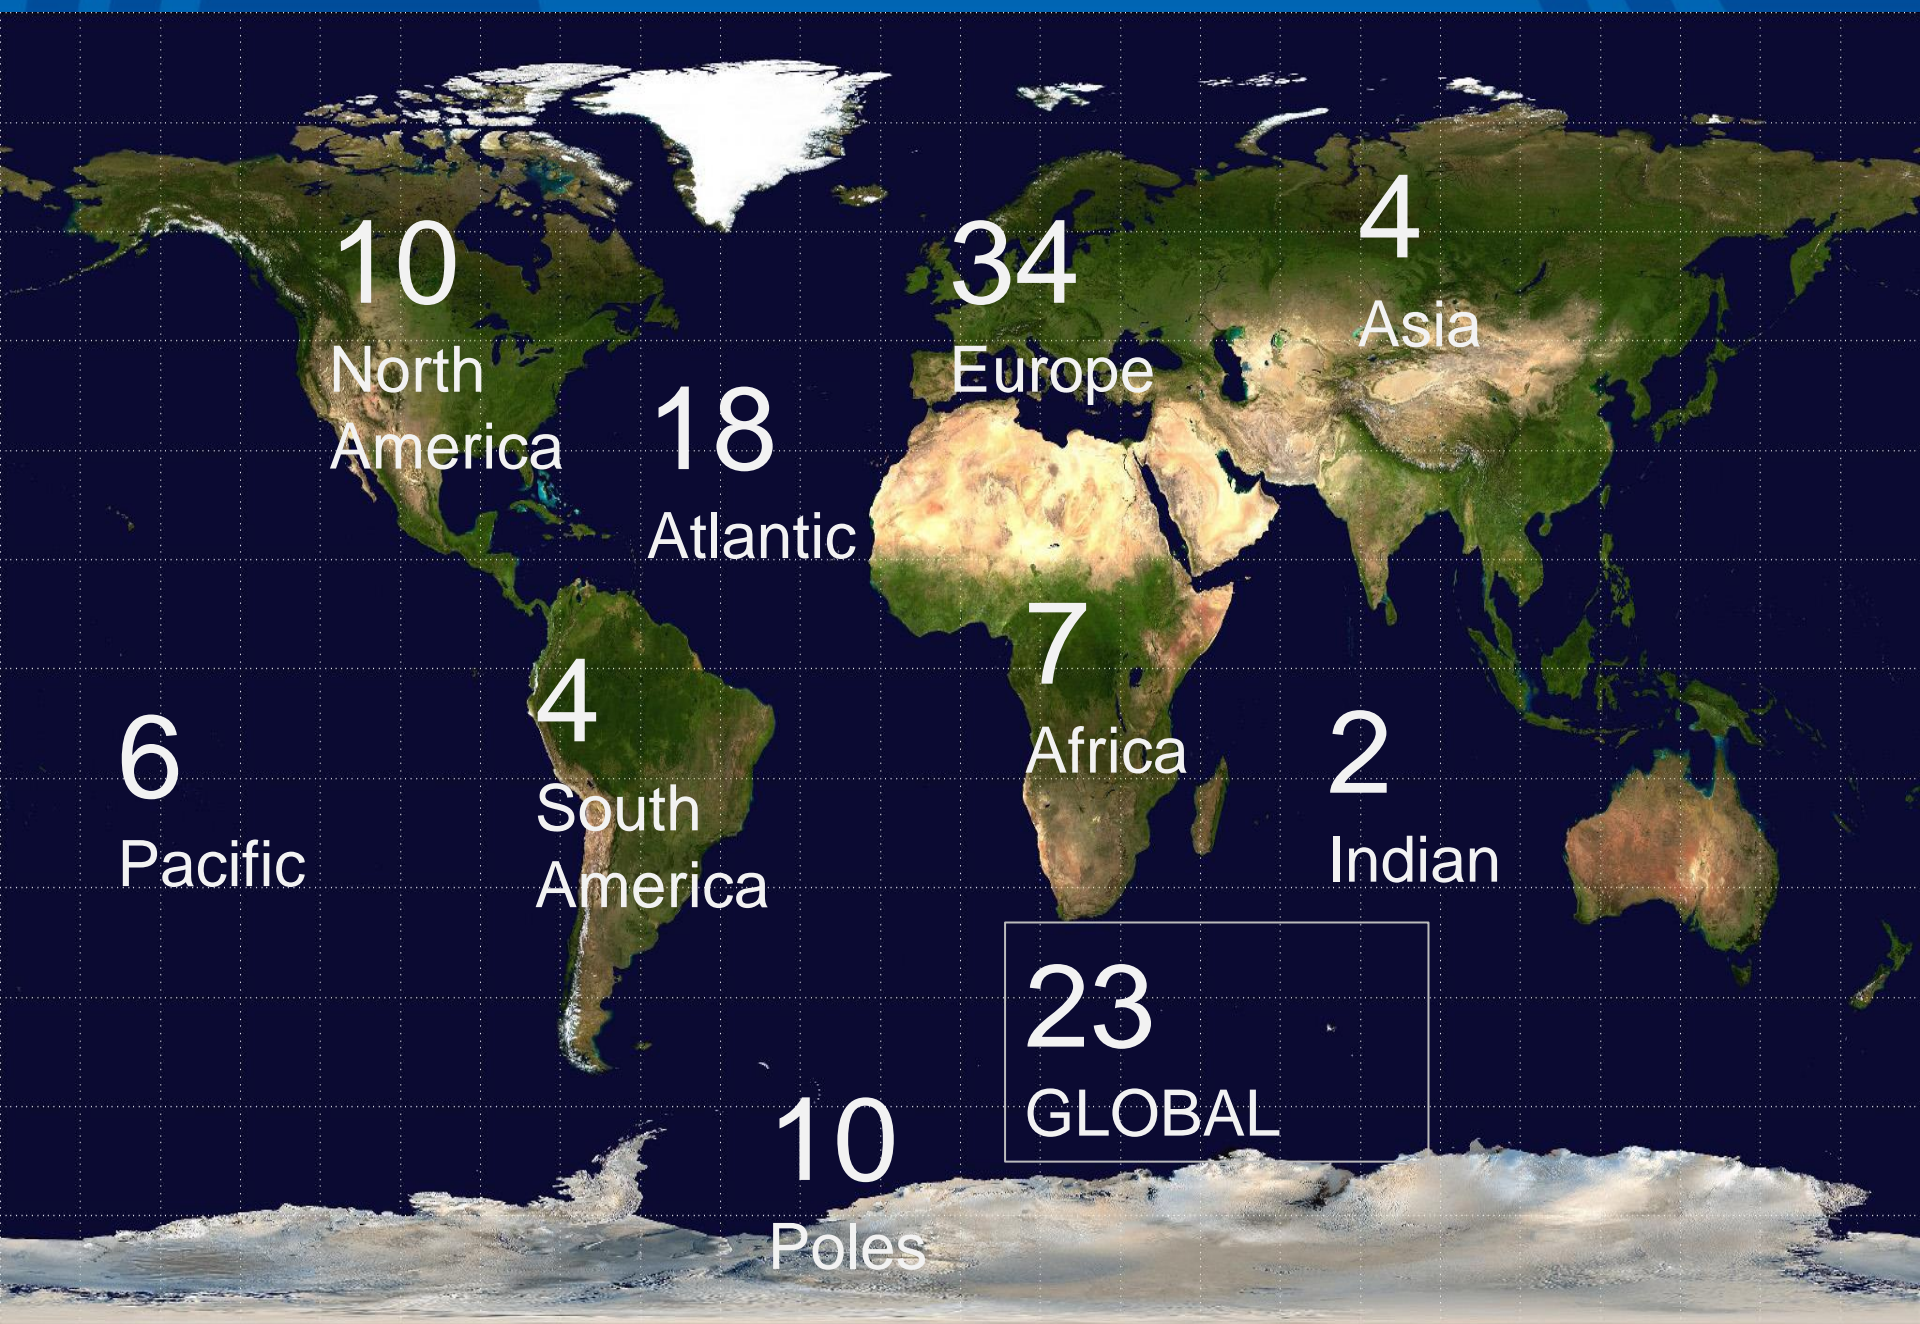 4
Asia
10
North
America
34
Europe
18
Atlantic
7
Africa
4
South
America
6
Pacific
2
Indian
23
GLOBAL
10
Poles